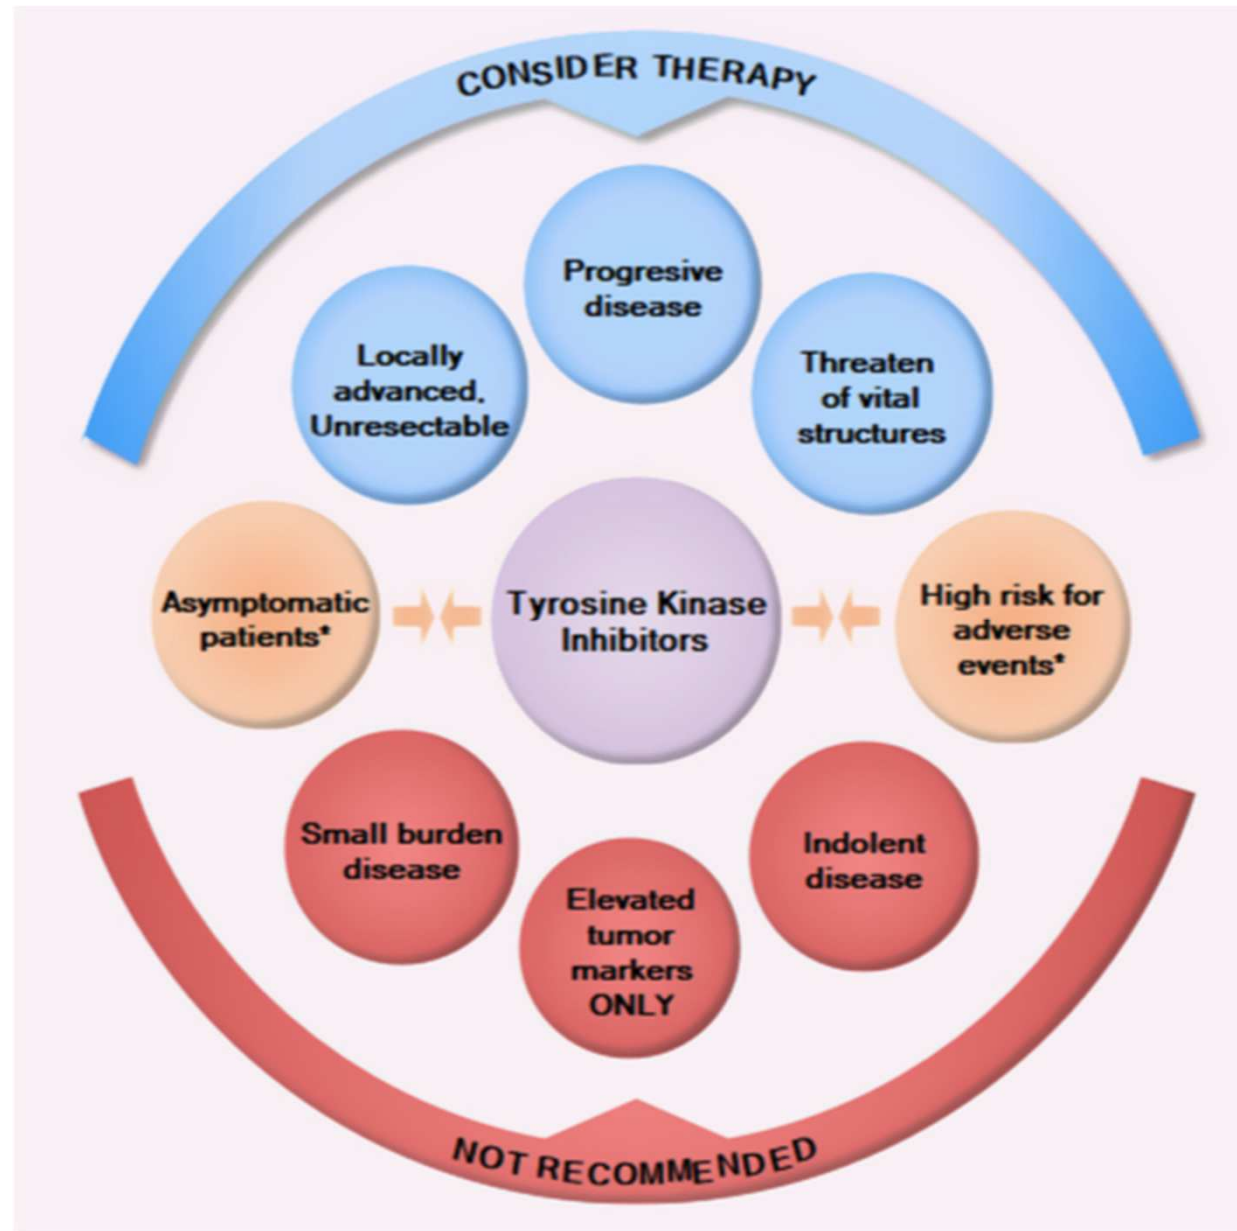 CONSIDER THERAPY
Progresive
disease
Locally
advanced,
Unresectable
Threaten
of vital
structures
Asymptomatic
patients*
Tyrosine Kinase
Inhibitors
High risk for
adverse
events*
Small burden
disease
Elevated
tumor
markers
ONLY
Indolent
disease
NOT RECOMMENDED